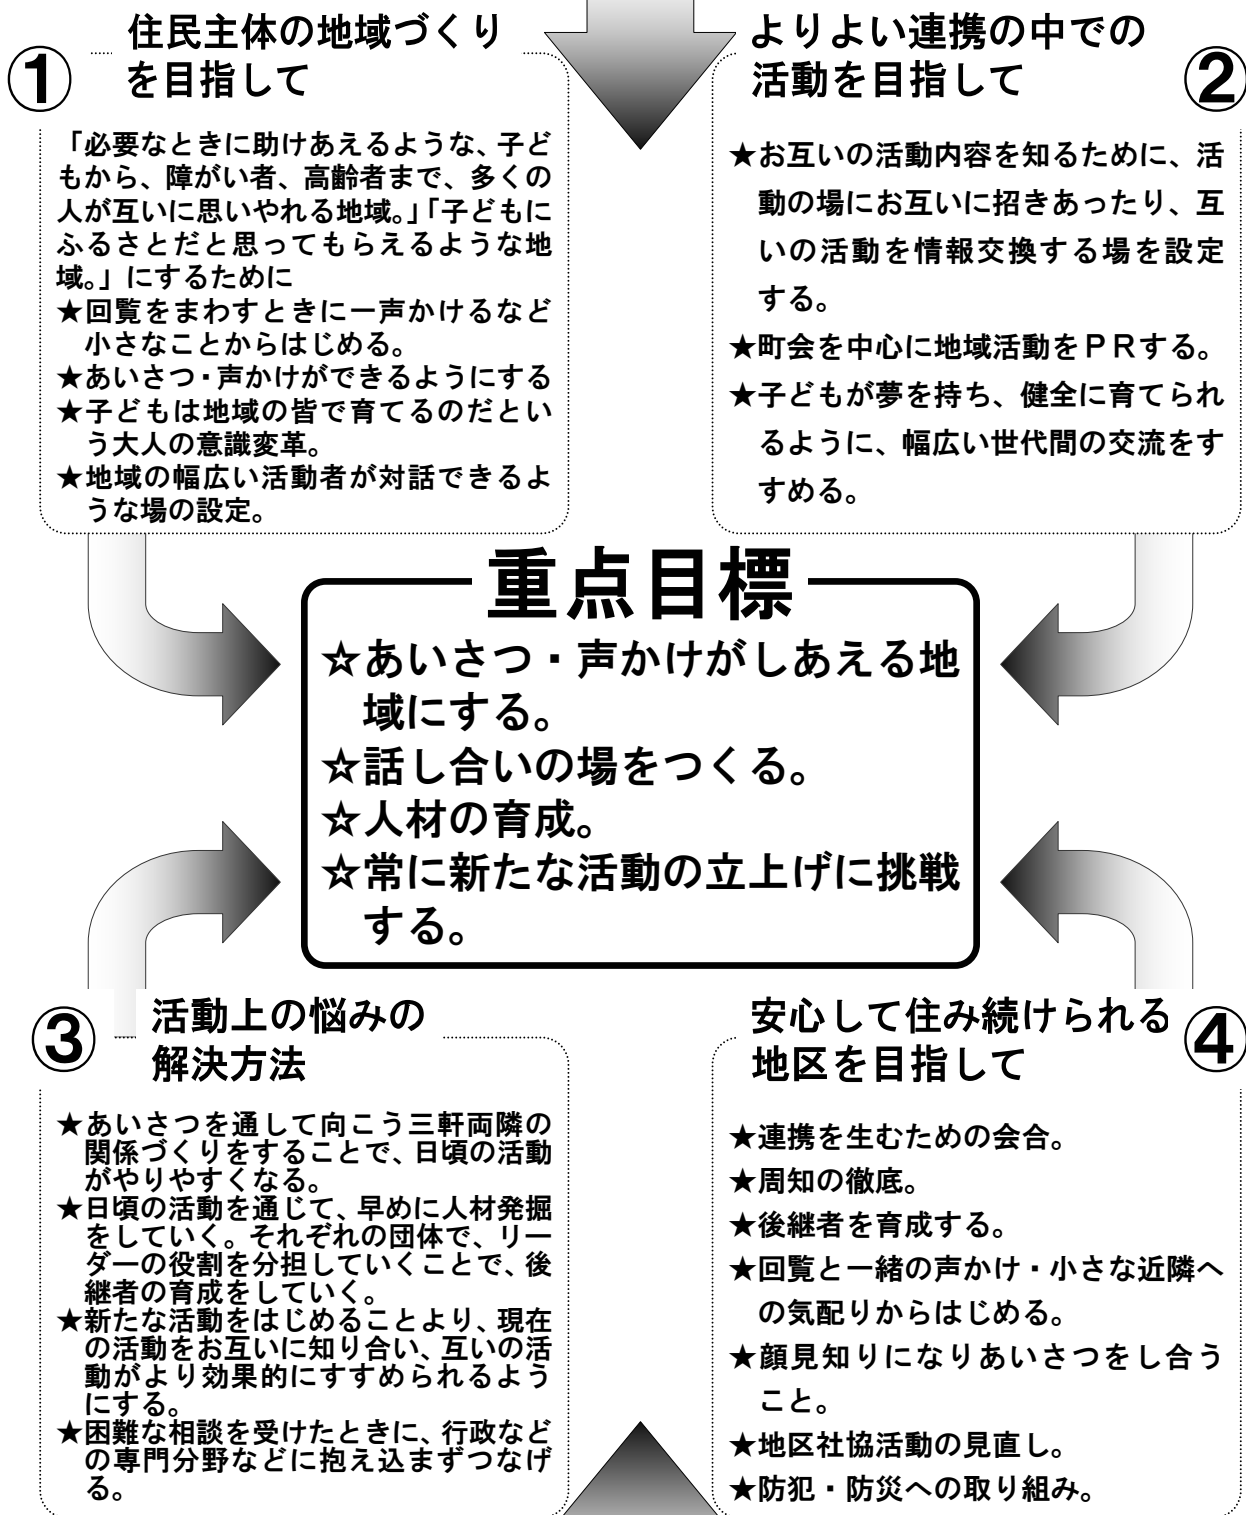 ①
住民主体の地域づくり
を目指して
「必要なときに助けあえるような、子ど
もから、障がい者、高齢者まで、多くの
人が互いに思いやれる地域。」「子どもに
ふるさとだと思ってもらえるような地
域。」にするために
★回覧をまわすときに一声かけるなど
小さなことからはじめる。
★あいさつ・声かけができるようにする
★子どもは地域の皆で育てるのだとい
う大人の意識変革。
★地域の幅広い活動者が対話できるよ
うな場の設定。
よりよい連携の中での
活動を目指して
②
★お互いの活動内容を知るために、活
動の場にお互いに招きあったり、互
いの活動を情報交換する場を設定
する。
★町会を中心に地域活動をＰＲする。
★子どもが夢を持ち、健全に育てられ
るように、幅広い世代間の交流をす
すめる。
重点目標
☆あいさつ・声かけがしあえる地
域にする。
☆話し合いの場をつくる。
☆人材の育成。
☆常に新たな活動の立上げに挑戦
する。
③
活動上の悩みの
解決方法
★あいさつを通して向こう三軒両隣の
関係づくりをすることで、日頃の活動
がやりやすくなる。
★日頃の活動を通じて、早めに人材発掘
をしていく。それぞれの団体で、リー
ダーの役割を分担していくことで、後
継者の育成をしていく。
★新たな活動をはじめることより、現在
の活動をお互いに知り合い、互いの活
動がより効果的にすすめられるよう
にする。
★困難な相談を受けたときに、行政など
の専門分野などに抱え込まずつなげ
る。
安心して住み続けられる
地区を目指して
④
★連携を生むための会合。
★周知の徹底。
★後継者を育成する。
★回覧と一緒の声かけ・小さな近隣へ
の気配りからはじめる。
★顔見知りになりあいさつをし合う
こと。
★地区社協活動の見直し。
★防犯・防災への取り組み。